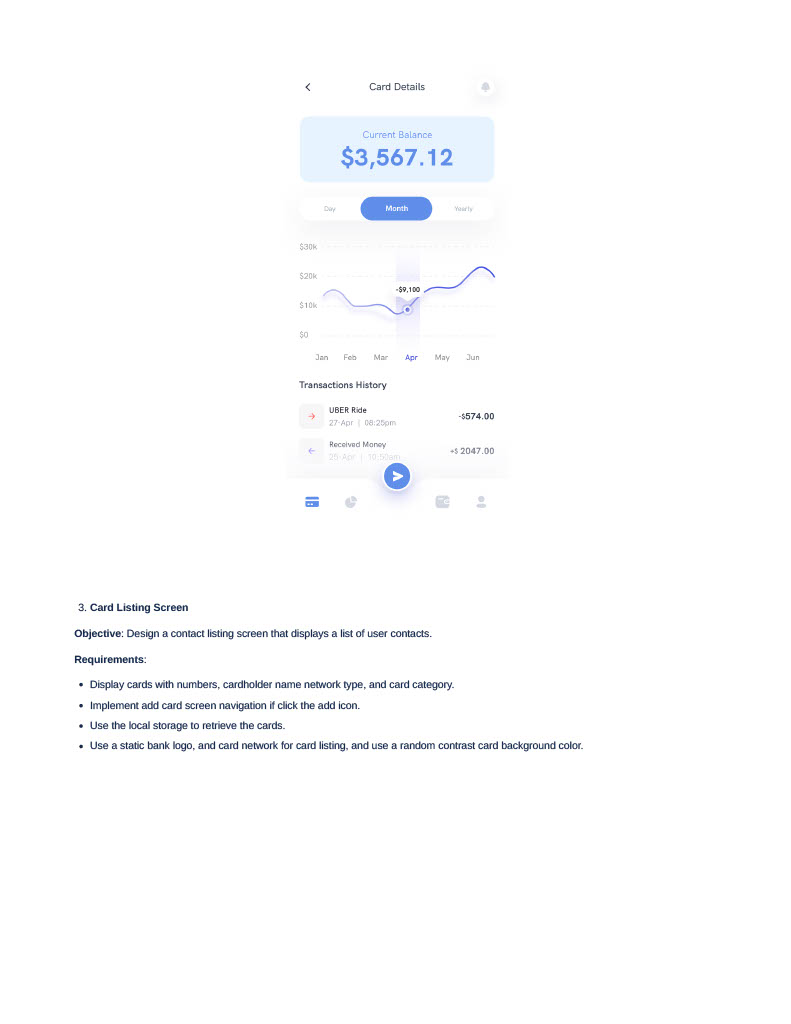 Card Details
Current Balance
$3,567.12
Day Month Yearly
$30k
$20k
-$9,100
$10k
$0
Jan Feb Mar Apr May Jun
Transactions History
UBER Ride
27-Apr | 08:25pm
-$574.00
Received Money
25-Apr | 10:50am
+$ 2047.00
3. Card Listing Screen
Objective: Design a contact listing screen that displays a list of user contacts.
Requirements:
• Display cards with numbers, cardholder name network type, and card category.
• Implement add card screen navigation if click the add icon.
• Use the local storage to retrieve the cards.
• Use a static bank logo, and card network for card listing, and use a random contrast card background color.